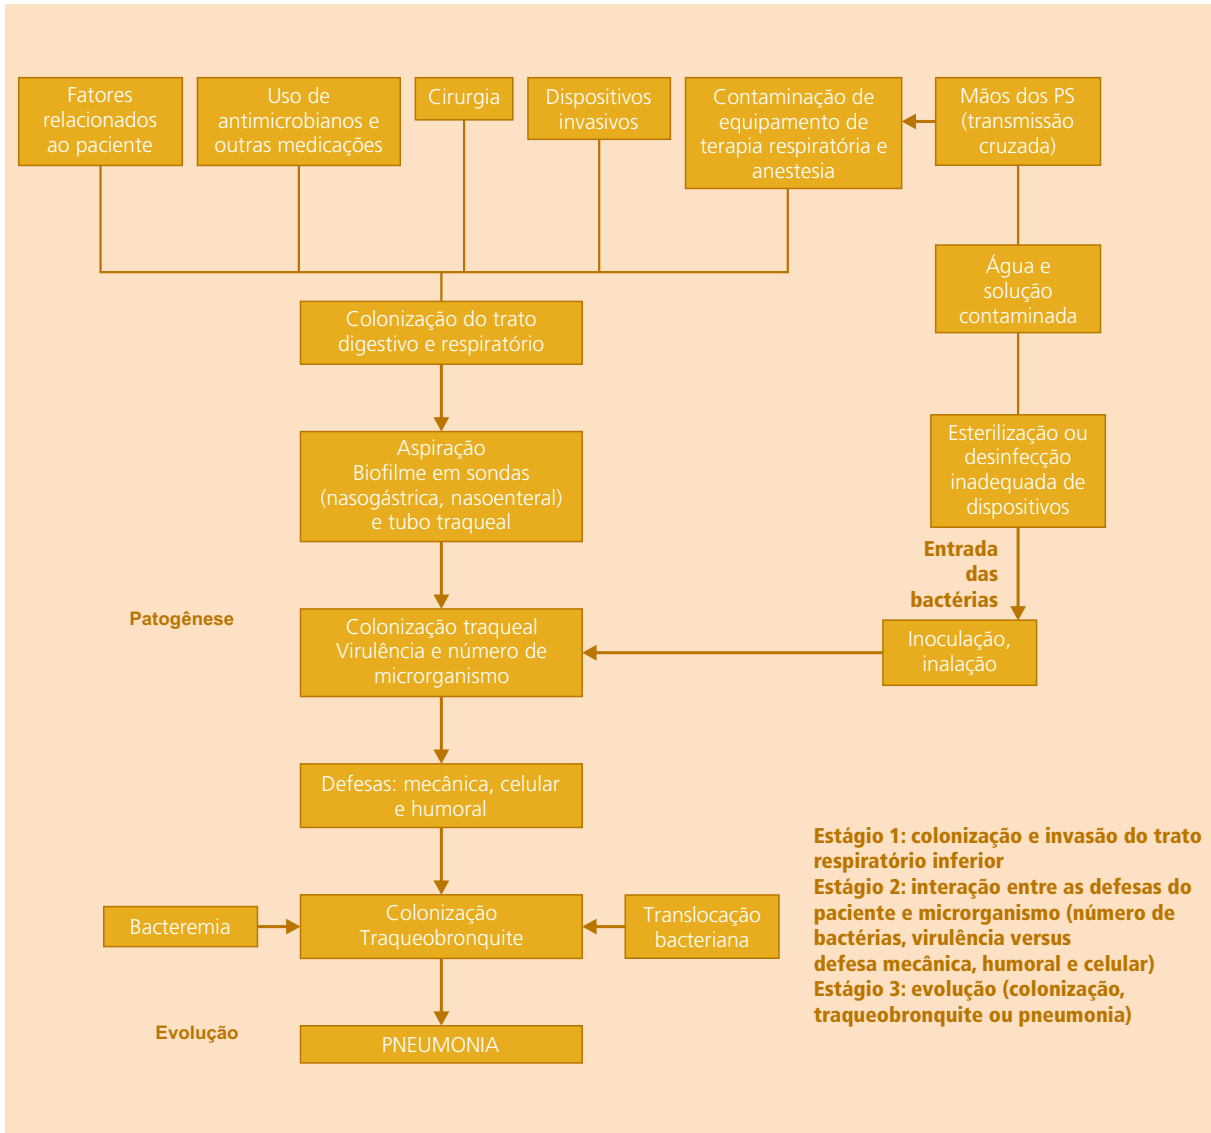 Fatores
relacionados
ao paciente
Uso de
antimicrobianos e
outras medicações
Cirurgia
Dispositivos
invasivos
Contaminação de
equipamento de
terapia respiratória e
anestesia
Mãos dos PS
(transmissão
cruzada)
Água e
solução
contaminada
Colonização do trato
digestivo e respiratório
Esterilização ou
desinfecção
inadequada de
dispositivos
Aspiração
Biofilme em sondas
(nasogástrica, nasoenteral)
e tubo traqueal
Entrada
das
bactérias
Patogênese
Colonização traqueal
Virulência e número de
microrganismo
Inoculação,
inalação
Defesas: mecânica, celular
e humoral
Estágio 1: colonização e invasão do trato
respiratório inferior
Estágio 2: interação entre as defesas do
paciente e microrganismo (número de
bactérias, virulência versus
defesa mecânica, humoral e celular)
Estágio 3: evolução (colonização,
traqueobronquite ou pneumonia)
Bacteremia
Colonização
Traqueobronquite
Translocação
bacteriana
Evolução
PNEUMONIA